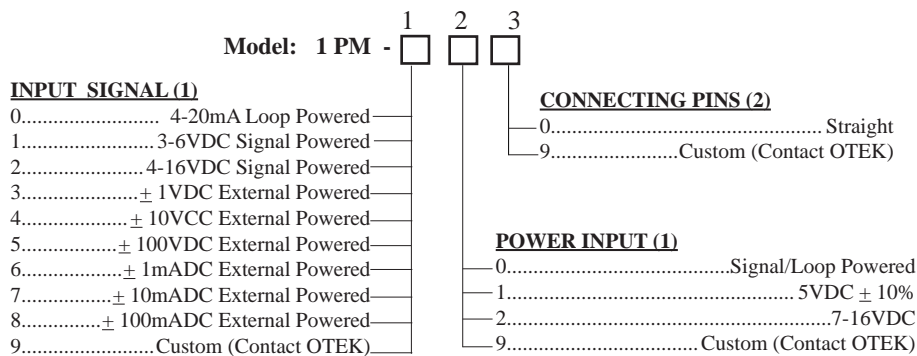 1 2 3
Model: 1 PM -
INPUT SIGNAL (1)
0........................ 4-20mA Loop Powered
1.........................3-6VDC Signal Powered
2......................4-16VDC Signal Powered
3.....................± 1VDC External Powered
4....................± 10VCC External Powered
5.................± 100VDC External Powered
6..................± 1mADC External Powered
7................± 10mADC External Powered
8..............± 100mADC External Powered
9........................Custom (Contact OTEK)
CONNECTING PINS (2)
0................................................. Straight
9.......................Custom (Contact OTEK)
POWER INPUT (1)
0.........................................Signal/Loop Powered
1..................................................... 5VDC ± 10%
2...........................................................7-16VDC
9....................................Custom (Contact OTEK)